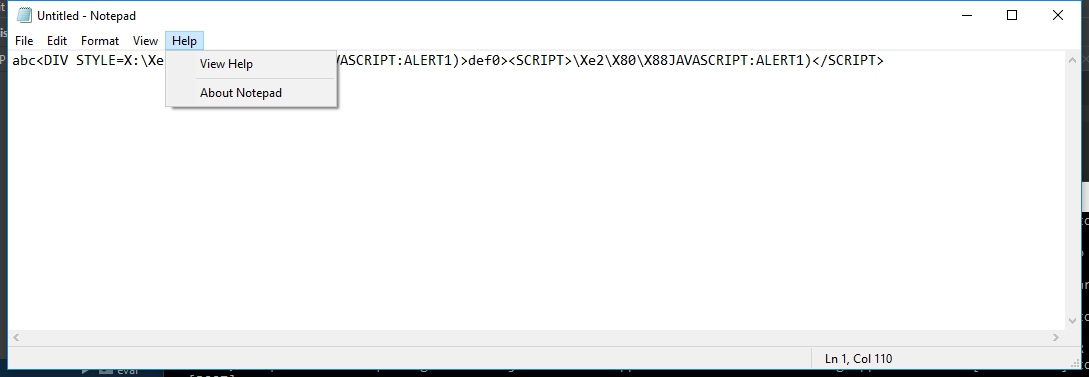 Untitled - Notepad
File Edit Format View Help
abc<DIV STYLE=X:\Xe VASCRIPT:ALERT1)>def0><SCRIPT>\Xe2\X80\X88JAVASCRIPT:ALERT1)</SCRIPT>
View Help
About Notepad
Ln 1, Col 110
eval